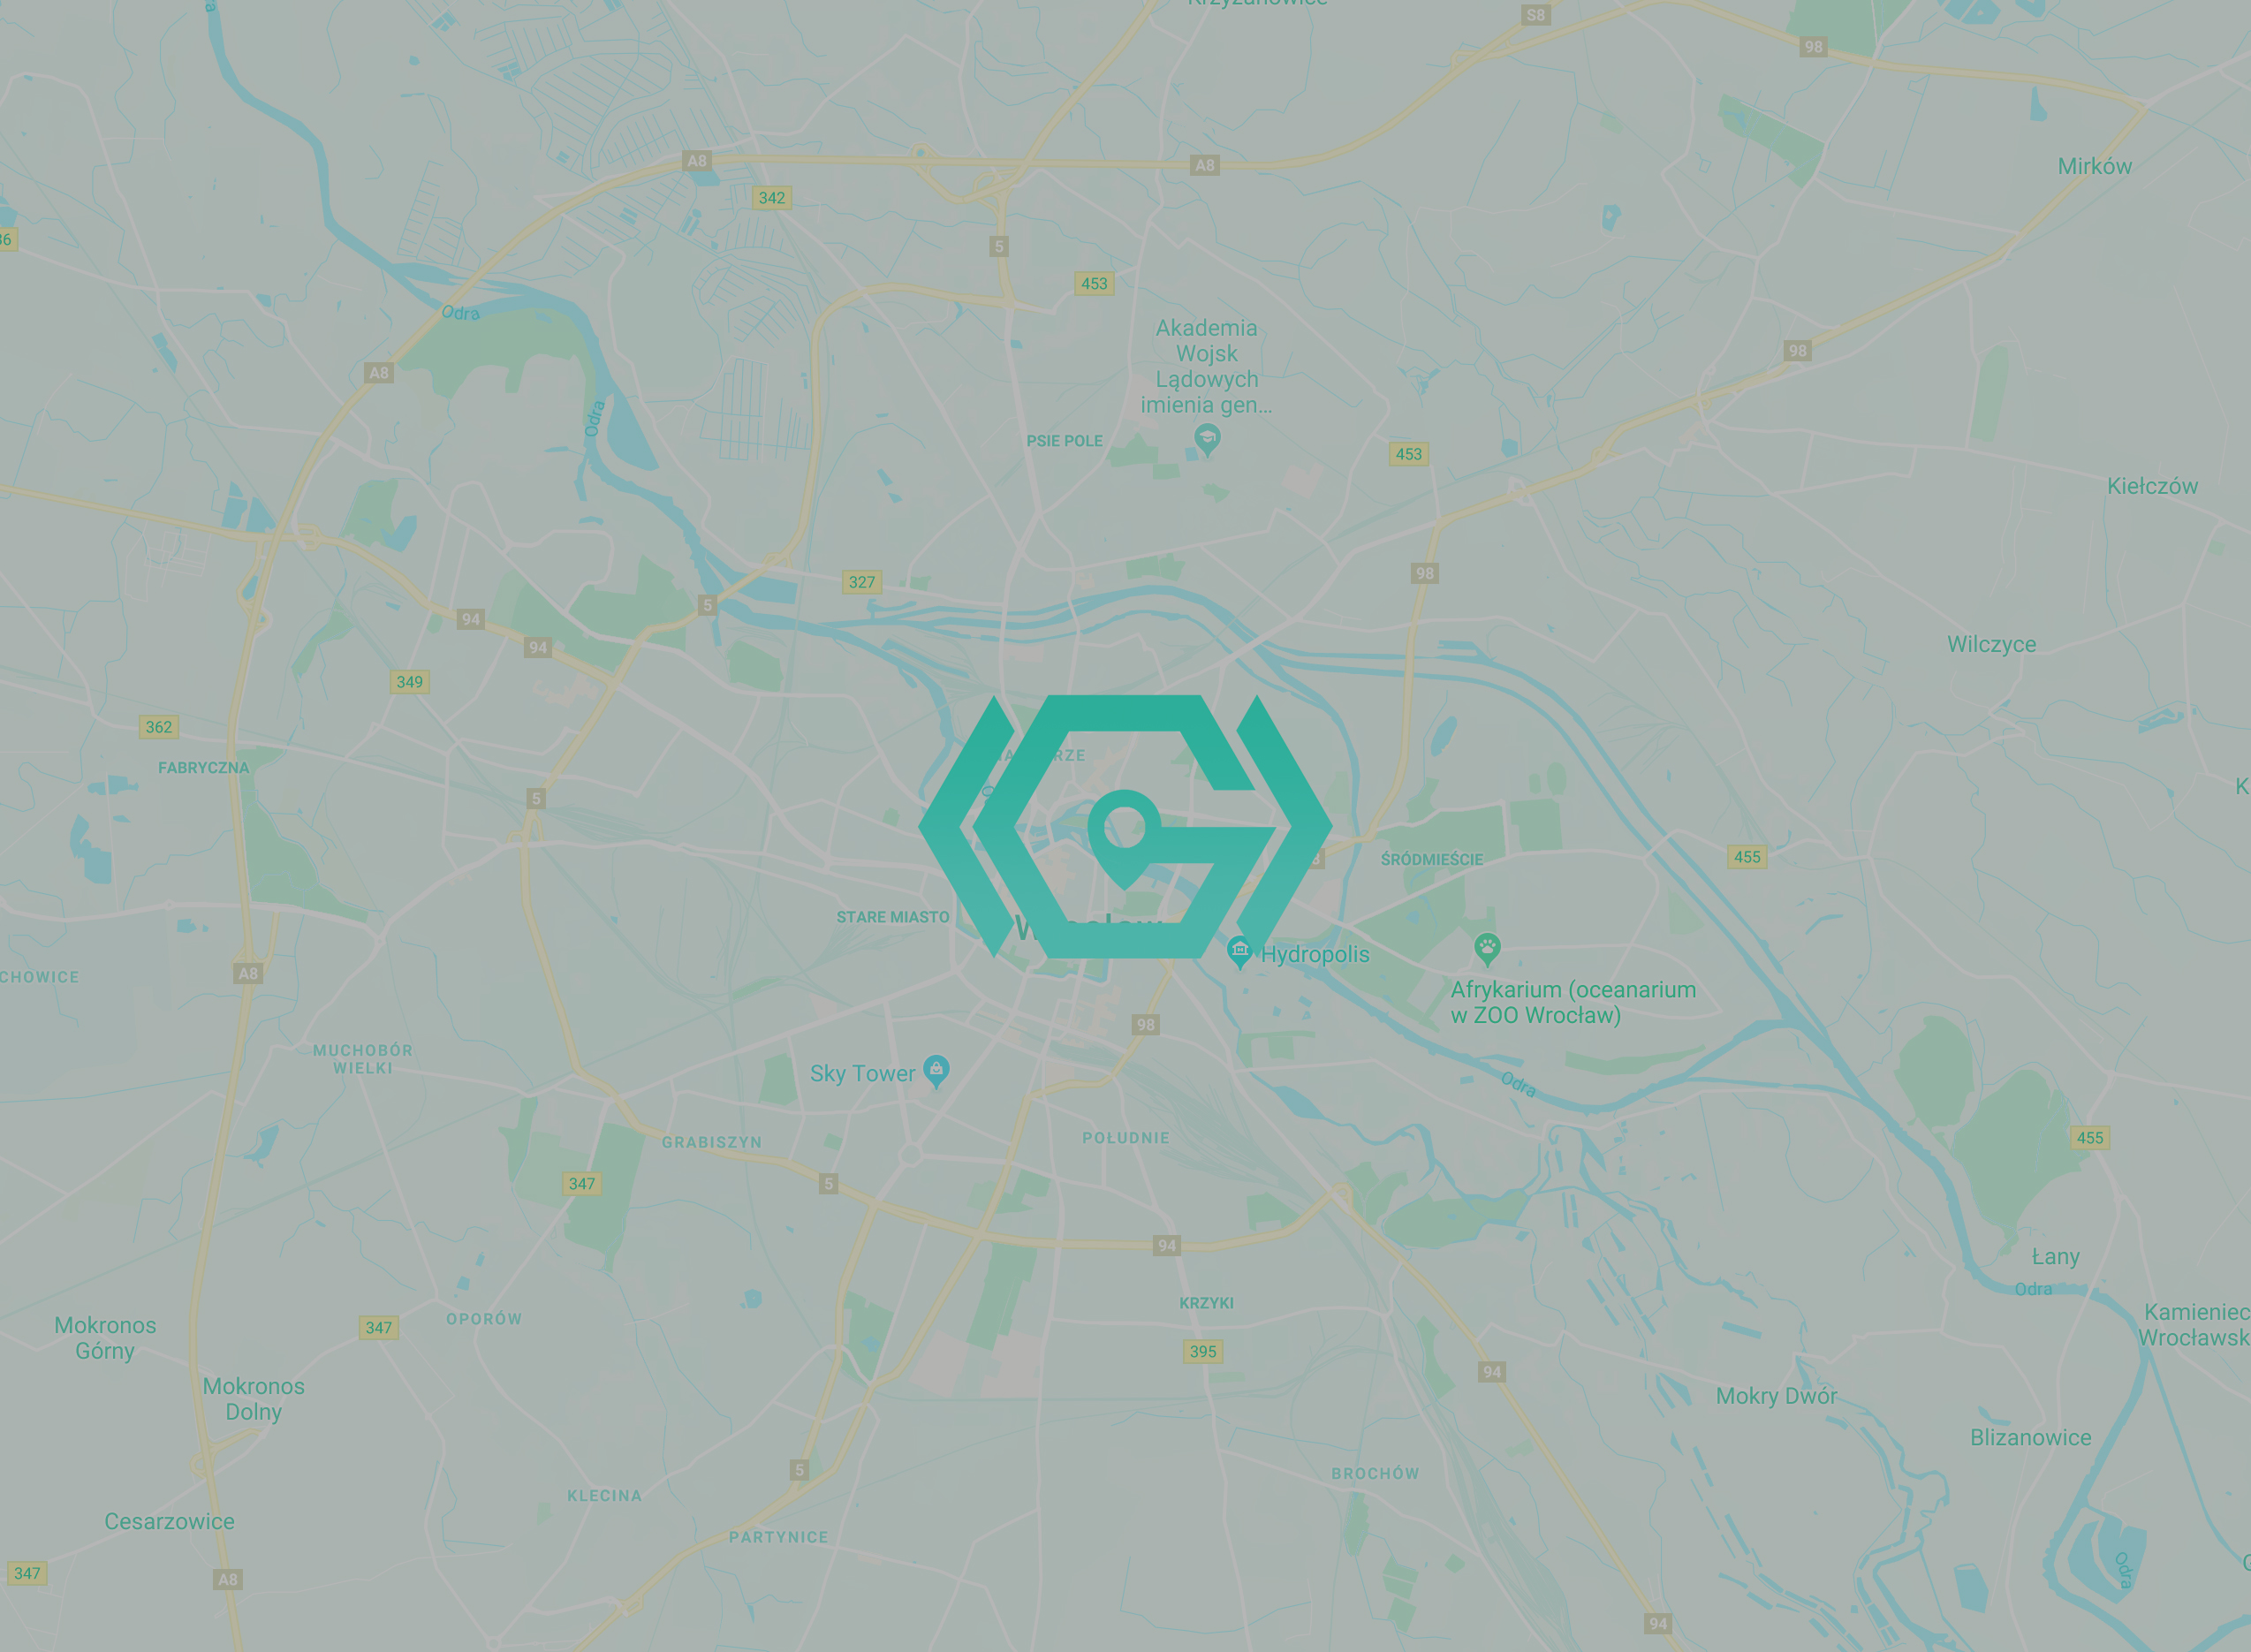 S8
98
A8
A8
Mirków
342
5
453
Odra
Akademia
Wojsk
Lądowych
imienia gen...
98
A8
Odra
PSIE POLE
453
Kiełczów
98
327
5
94
94
Wilczyce
349
362
FABRYCZNA
5
455
ŚRÓDMIEŚCIE
STARE MIASTO
Hydropolis
A8
Afrykarium (oceanarium
w ZOO Wrocław)
98
MUCHOBÓR
WIELKI
Sky Tower
Odra
GRABISZYN
POŁUDNIE
455
347
5
94
Łany
Odra
KRZYKI
Kamieniec
OPORÓW
347
Mokronos
Górny
395
94
Mokronos
Dolny
Mokry Dwór
Blizanowice
5
BROCHÓW
KLECINA
Cesarzowice
PARTYNICE
347
A8
Odra
94